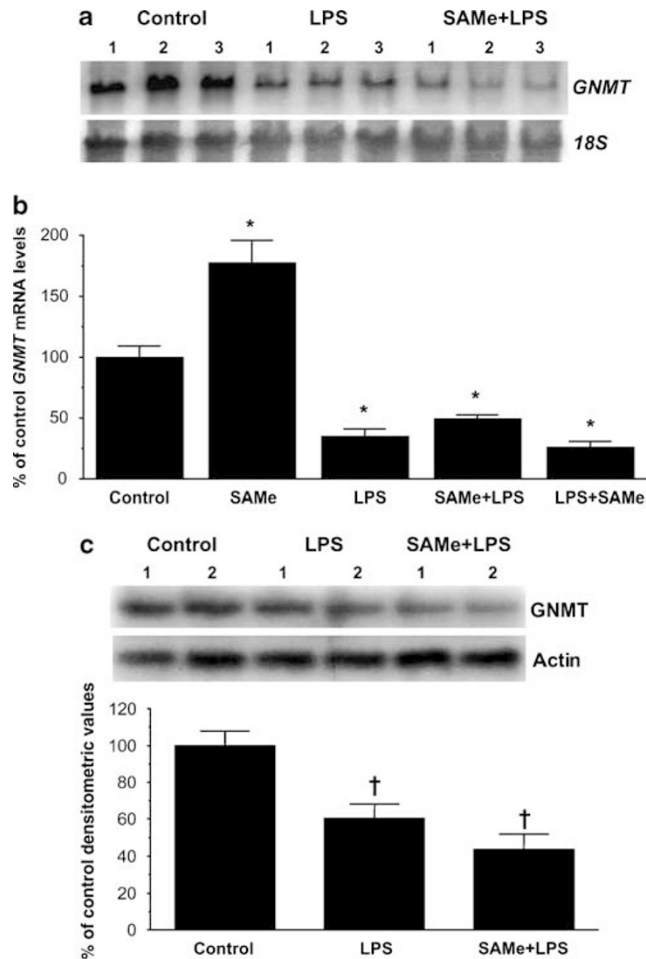 a
Control LPS SAMe+LPS
1 2 3 1 2 3 1 2 3
GNMT
18S
b
% of control GNMT mRNA levels
200
150
100
50
0
*
*
*
*
Control SAMe LPS SAMe+LPS LPS+SAMe
c
Control LPS SAMe+LPS
1 2 1 2 1 2
GNMT
Actin
% of control densitometric values
120
100
80
60
40
20
0
†
†
Control LPS SAMe+LPS